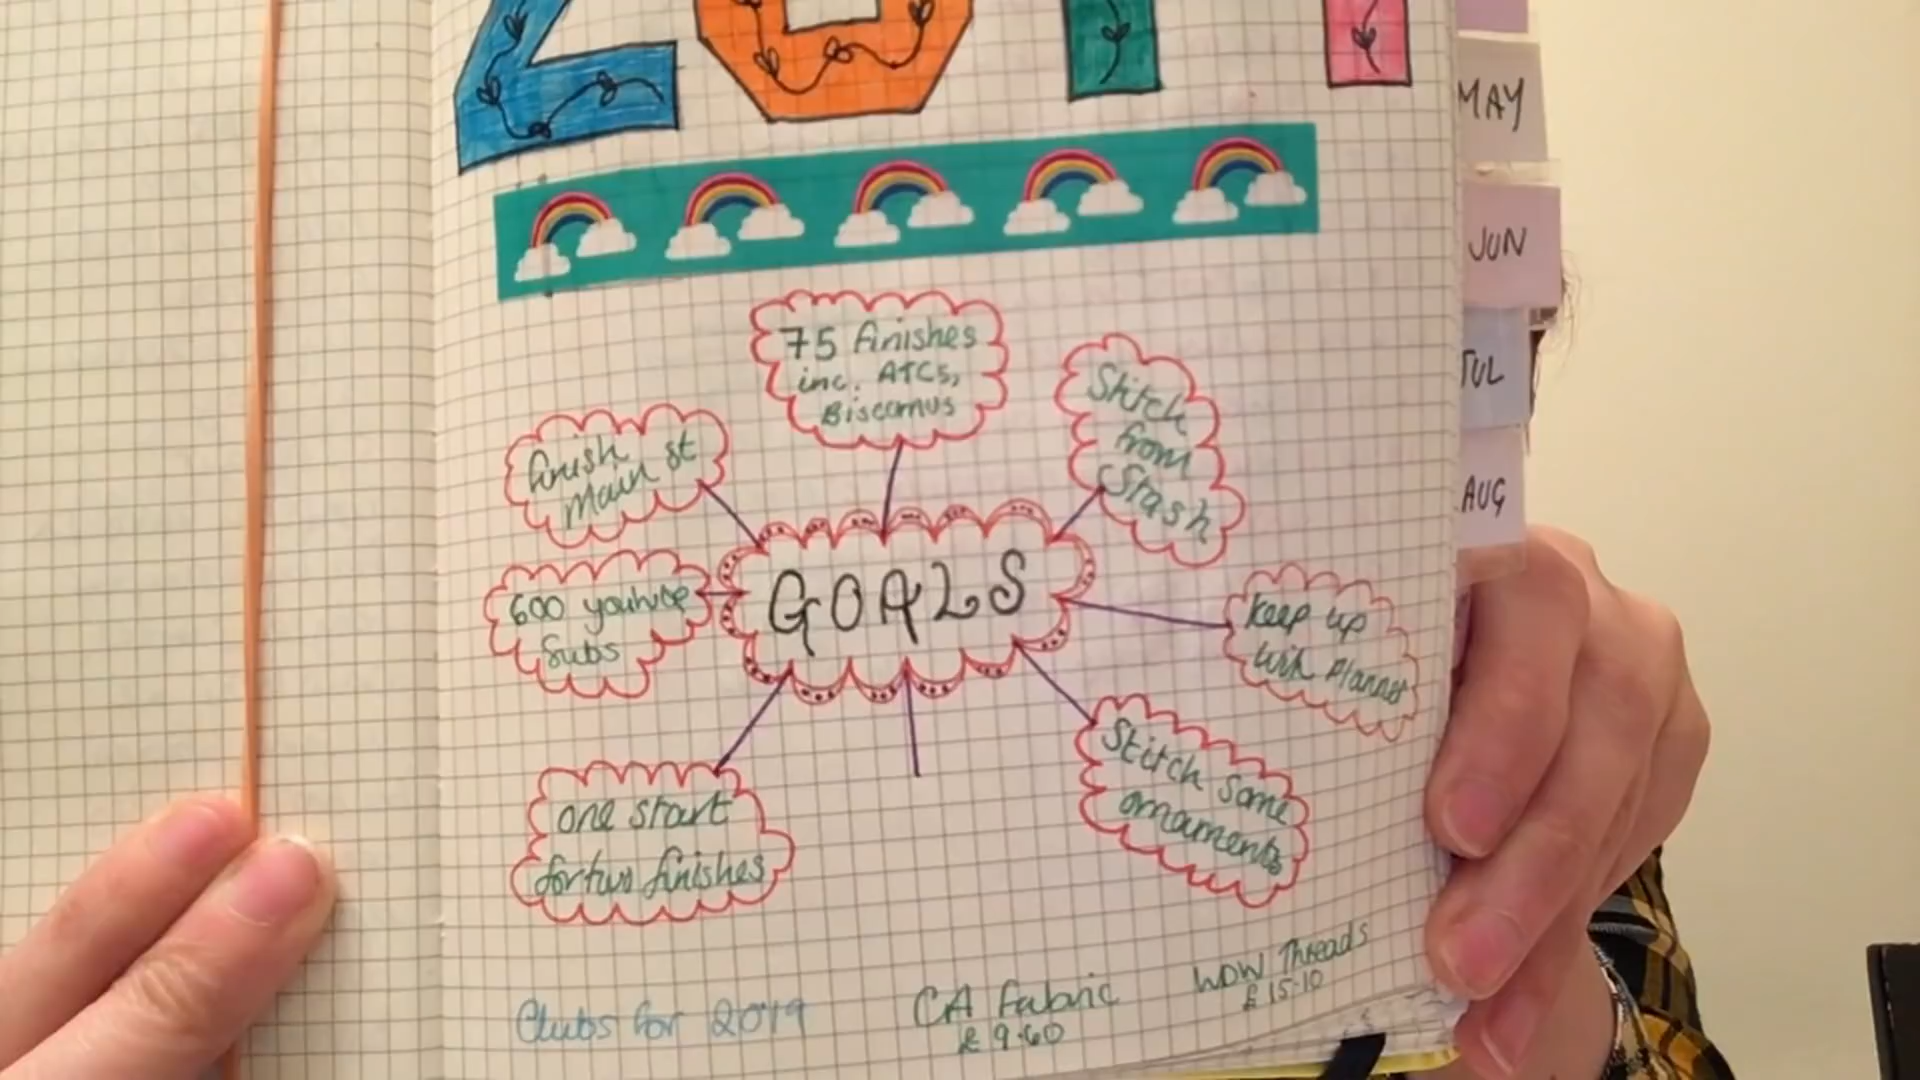 201
MAY
JUN
JUL
AUG
75 finishes
inc. ATCs,
Biscornus
Stitch
from
Stash
finish
Main st
GOALS
600 youtube
Subs
keep up
with Planner
Stitch some
ornaments
one start
for two finishes
Clubs for 2019
CA Fabric
£9.60
WDW Threads
£15.10